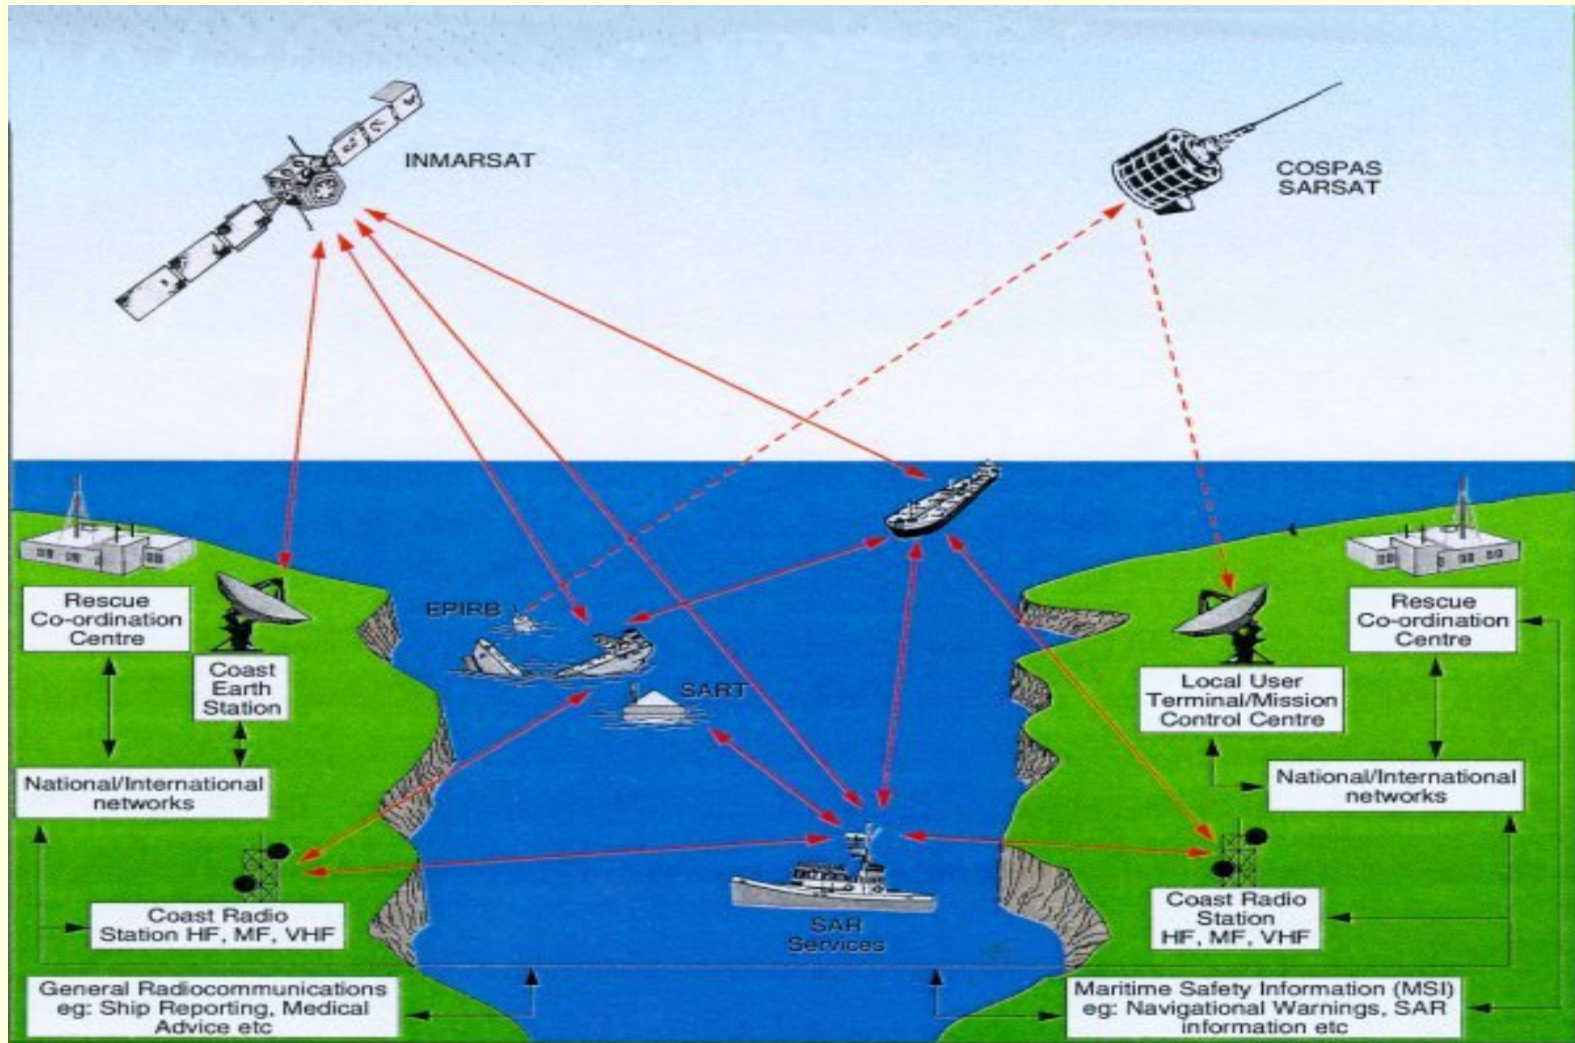 INMARSAT
COSPAS
SARSAT
Rescue
Co-ordination
Centre
Coast
Earth
Station
EPIRB
SART
Local User
Terminal/Mission
Control Centre
Rescue
Co-ordination
Centre
National/International
networks
National/International
networks
Coast Radio
Station HF, MF, VHF
SAR
Services
Coast Radio
Station
HF, MF, VHF
General Radiocommunications
eg: Ship Reporting, Medical
Advice etc
Maritime Safety Information (MSI)
eg: Navigational Warnings, SAR
information etc